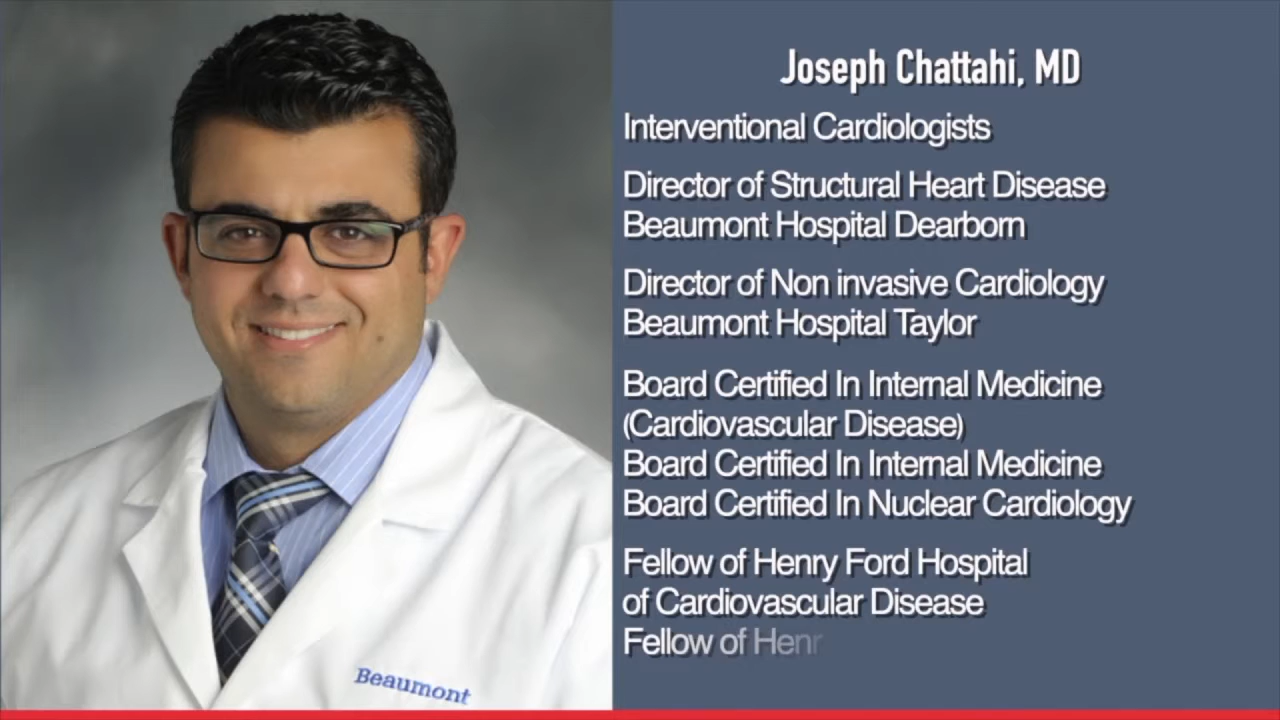 Joseph Chattahi, MD
Interventional Cardiologists
Director of Structural Heart Disease
Beaumont Hospital Dearborn
Director of Non invasive Cardiology
Beaumont Hospital Taylor
Board Certified In Internal Medicine
(Cardiovascular Disease)
Board Certified In Internal Medicine
Board Certified In Nuclear Cardiology
Fellow of Henry Ford Hospital
of Cardiovascular Disease
Fellow of Henr
Beaumont